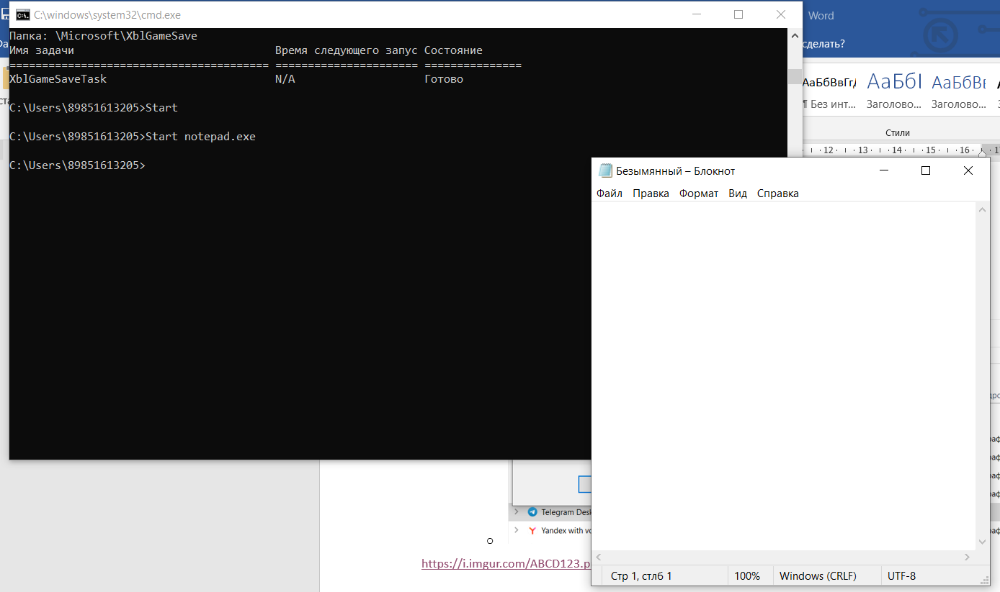 C:\windows\system32\cmd.exe
Word
Папка: \Microsoft\XblGameSave
Имя задачи Время следующего запус Состояние
======================================== ====================== ===============
XblGameSaveTask N/A Готово
C:\Users\89851613205>Start
C:\Users\89851613205>Start notepad.exe
C:\Users\89851613205>
сделать?
АаБбВвГгД АаБбІ АаБбВв
¶ Без инт... Заголово... Заголово...
Стили
12 13 14 15 16
Безымянный – Блокнот
Файл Правка Формат Вид Справка
Стр 1, стлб 1 100% Windows (CRLF) UTF-8
Telegram Desk
Yandex with vo
https://i.imgur.com/ABCD123.p